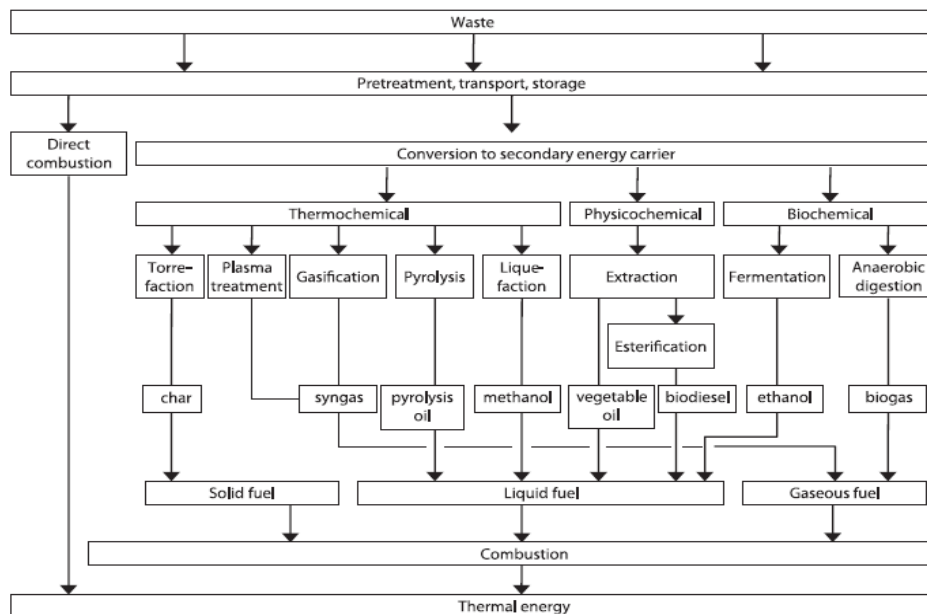 Waste
Pretreatment, transport, storage
Direct
combustion
Conversion to secondary energy carrier
Thermochemical
Physicochemical
Biochemical
Torre-
faction
Plasma
treatment
Gasification
Pyrolysis
Lique-
faction
Extraction
Fermentation
Anaerobic
digestion
Esterification
char
syngas
pyrolysis
oil
methanol
vegetable
oil
biodiesel
ethanol
biogas
Solid fuel
Liquid fuel
Gaseous fuel
Combustion
Thermal energy